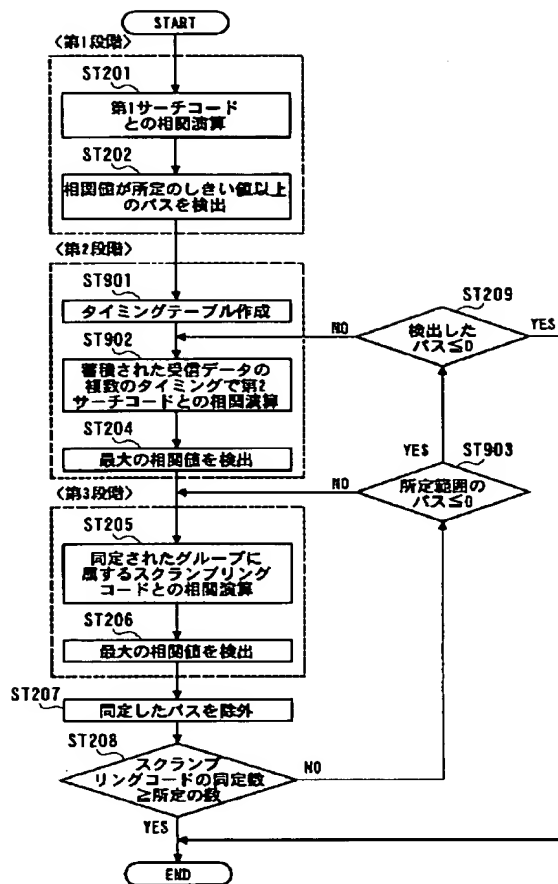 START
〈第1段階〉
ST201
第1サーチコード
との相関演算
ST202
相関値が所定のしきい値以上
のパスを検出
〈第2段階〉
ST901
タイミングテーブル作成
ST902
蓄積された受信データの
複数のタイミングで第2
サーチコードとの相関演算
ST204
最大の相関値を検出
ST209
検出した
パス≦0
NO
YES
ST903
所定範囲の
パス≦0
NO
YES
〈第3段階〉
ST205
同定されたグループに
属するスクランブリング
コードとの相関演算
ST206
最大の相関値を検出
ST207
同定したパスを除外
ST208
スクランブ
リングコードの同定数
≧所定の数
NO
YES
END